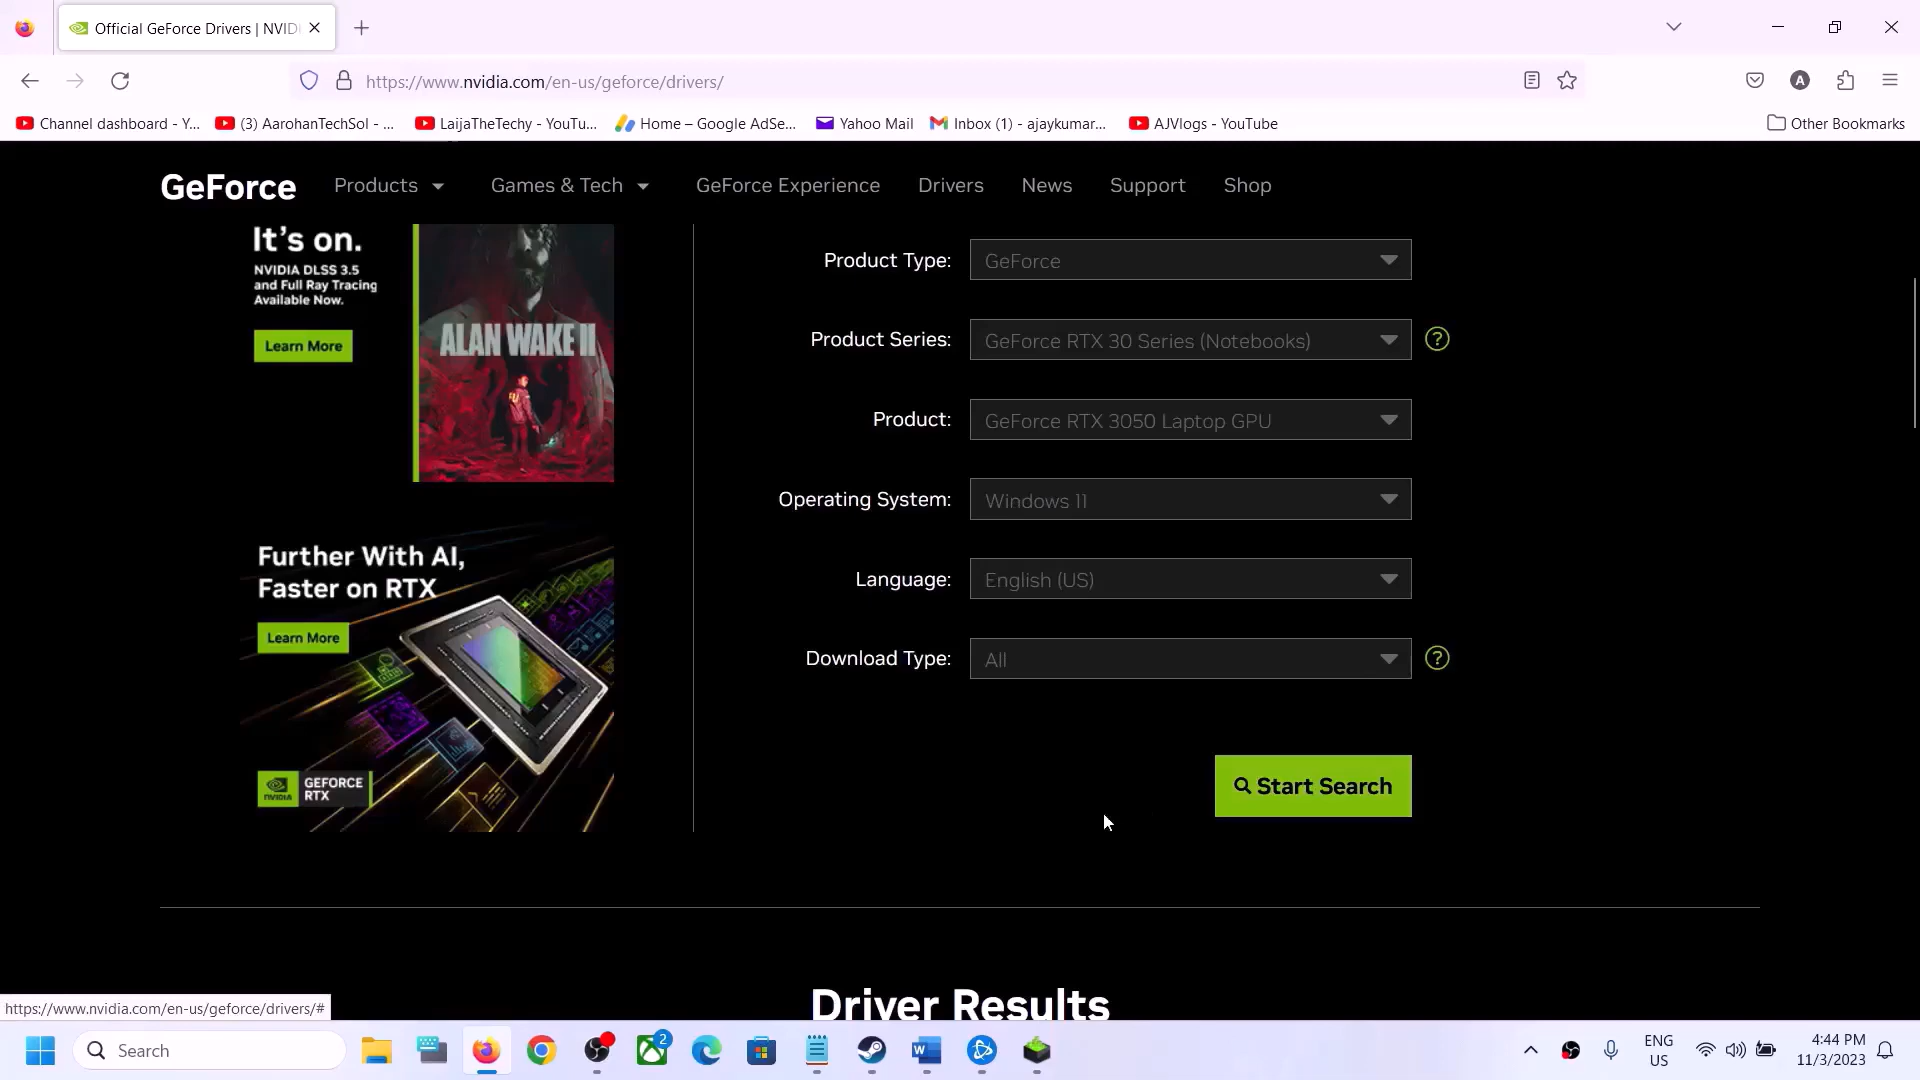 Official GeForce Drivers | NVID
https://www.nvidia.com/en-us/geforce/drivers/
Channel dashboard - Y...
(3) AarohanTechSol - ...
LaijaTheTechy - YouTu...
Home – Google AdSe...
Yahoo Mail
Inbox (1) - ajaykumar...
AJVlogs - YouTube
Other Bookmarks
A
GeForce
Products
Games & Tech
GeForce Experience
Drivers
News
Support
Shop
It's on.
NVIDIA DLSS 3.5
and Full Ray Tracing
Available Now.
Learn More
ALAN WAKE II
Further With AI,
Faster on RTX
Learn More
NVIDIA
GEFORCE
RTX
Product Type:
GeForce
Product Series:
GeForce RTX 30 Series (Notebooks)
?
Product:
GeForce RTX 3050 Laptop GPU
Operating System:
Windows 11
Language:
English (US)
Download Type:
All
?
Start Search
Driver Results
https://www.nvidia.com/en-us/geforce/drivers/#
Search
2
ENG
US
4:44 PM
11/3/2023